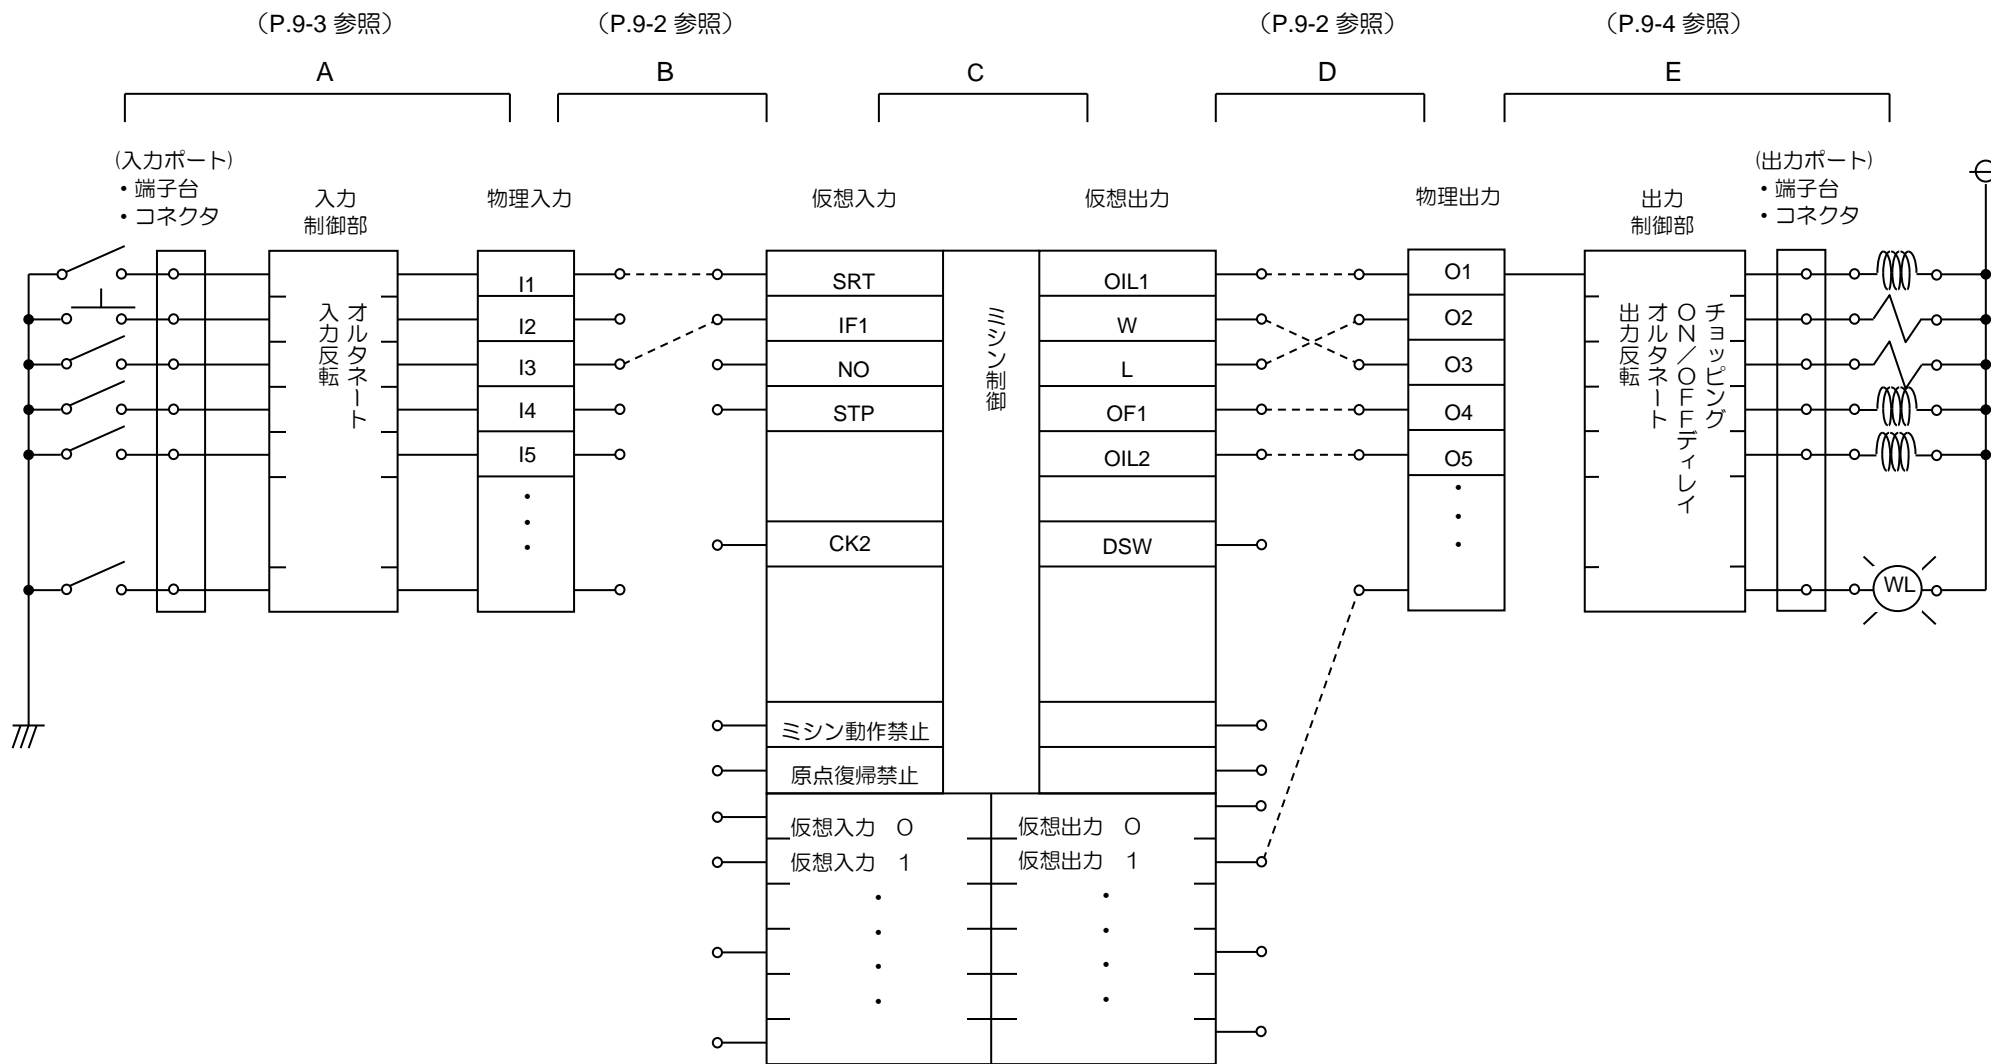 （P.9-3 参照）
（P.9-2 参照）
（P.9-2 参照）
（P.9-4 参照）
A
B
C
D
E
(入力ポート)
・端子台
・コネクタ
入力
制御部
物理入力
仮想入力
仮想出力
物理出力
出力
制御部
(出力ポート)
・端子台
・コネクタ
オルタネート
入力反転
I1
I2
I3
I4
I5
・
・
・
SRT
IF1
NO
STP
CK2
ミシン動作禁止
原点復帰禁止
ミシン制御
OIL1
W
L
OF1
OIL2
DSW
仮想入力　0
仮想入力　1
・
・
・
・
仮想出力　0
仮想出力　1
・
・
・
・
O1
O2
O3
O4
O5
・
・
・
チョッピング
ON／OFFディレイ
オルタネート
出力反転
WL